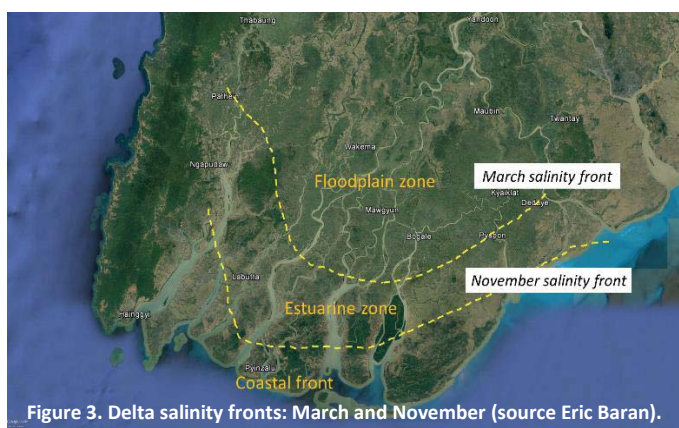 Thabaung
Yandoon
Pathein
Maubin
Twantay
Wakema
Ngapudaw
Floodplain zone
March salinity front
Kyaiklat
Dedaye
Mawgyun
Bogale
Pyapon
Labutta
November salinity front
Estuarine zone
Hainggyi
Pyinzalu
Coastal front
Figure 3. Delta salinity fronts: March and November (source Eric Baran).